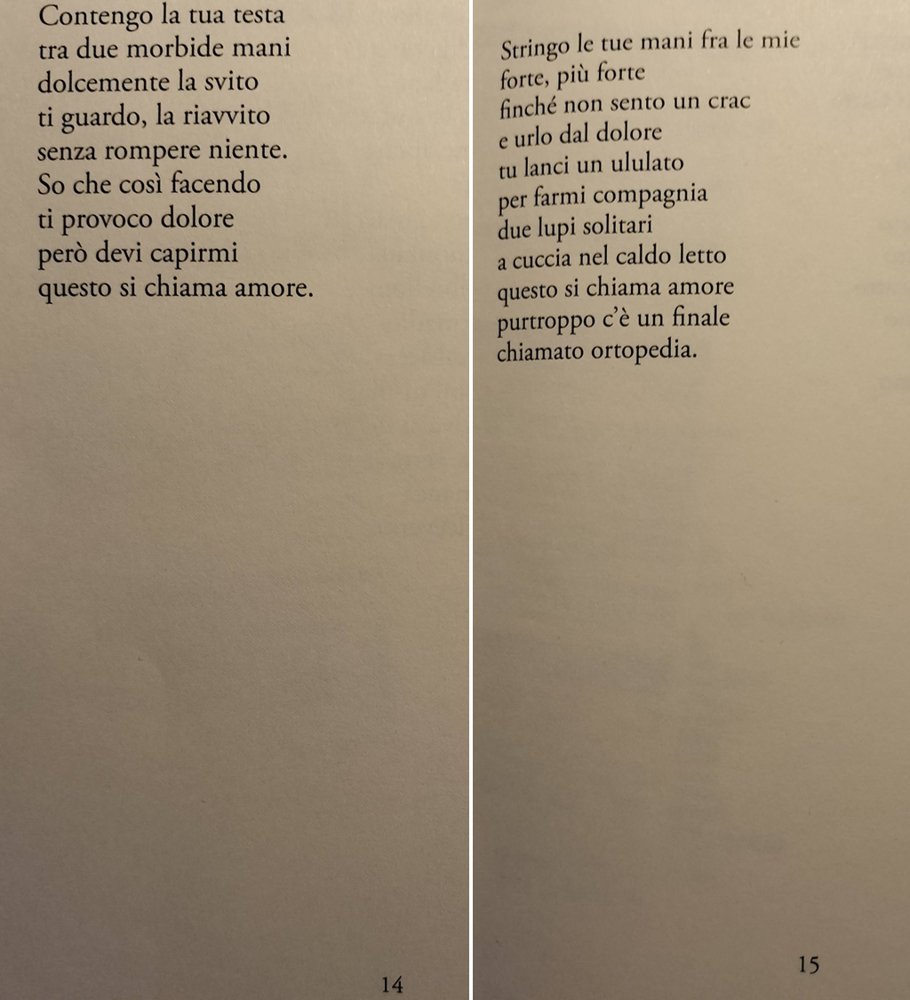 Contengo la tua testa
tra due morbide mani
dolcemente la svito
ti guardo, la riavvito
senza rompere niente.
So che così facendo
ti provoco dolore
però devi capirmi
questo si chiama amore.
14
Stringo le tue mani fra le mie
forte, più forte
finché non sento un crac
e urlo dal dolore
tu lanci un ululato
per farmi compagnia
due lupi solitari
a cuccia nel caldo letto
questo si chiama amore
purtroppo c'è un finale
chiamato ortopedia.
15